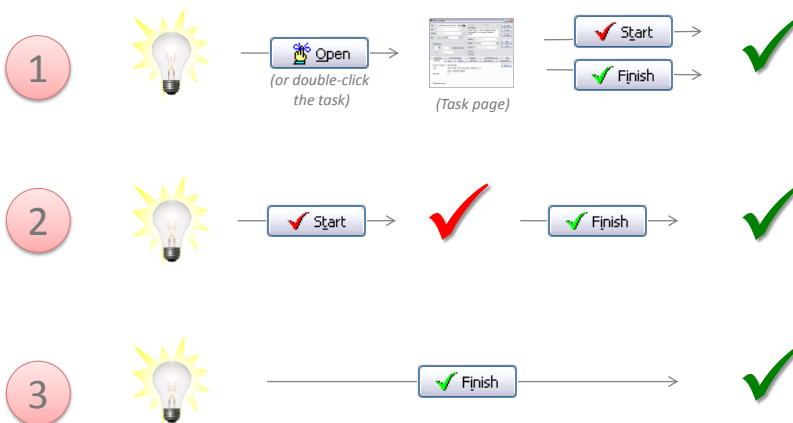 1
Open
(or double-click
the task)
(Task page)
Start
Finish
2
Start
Finish
3
Finish